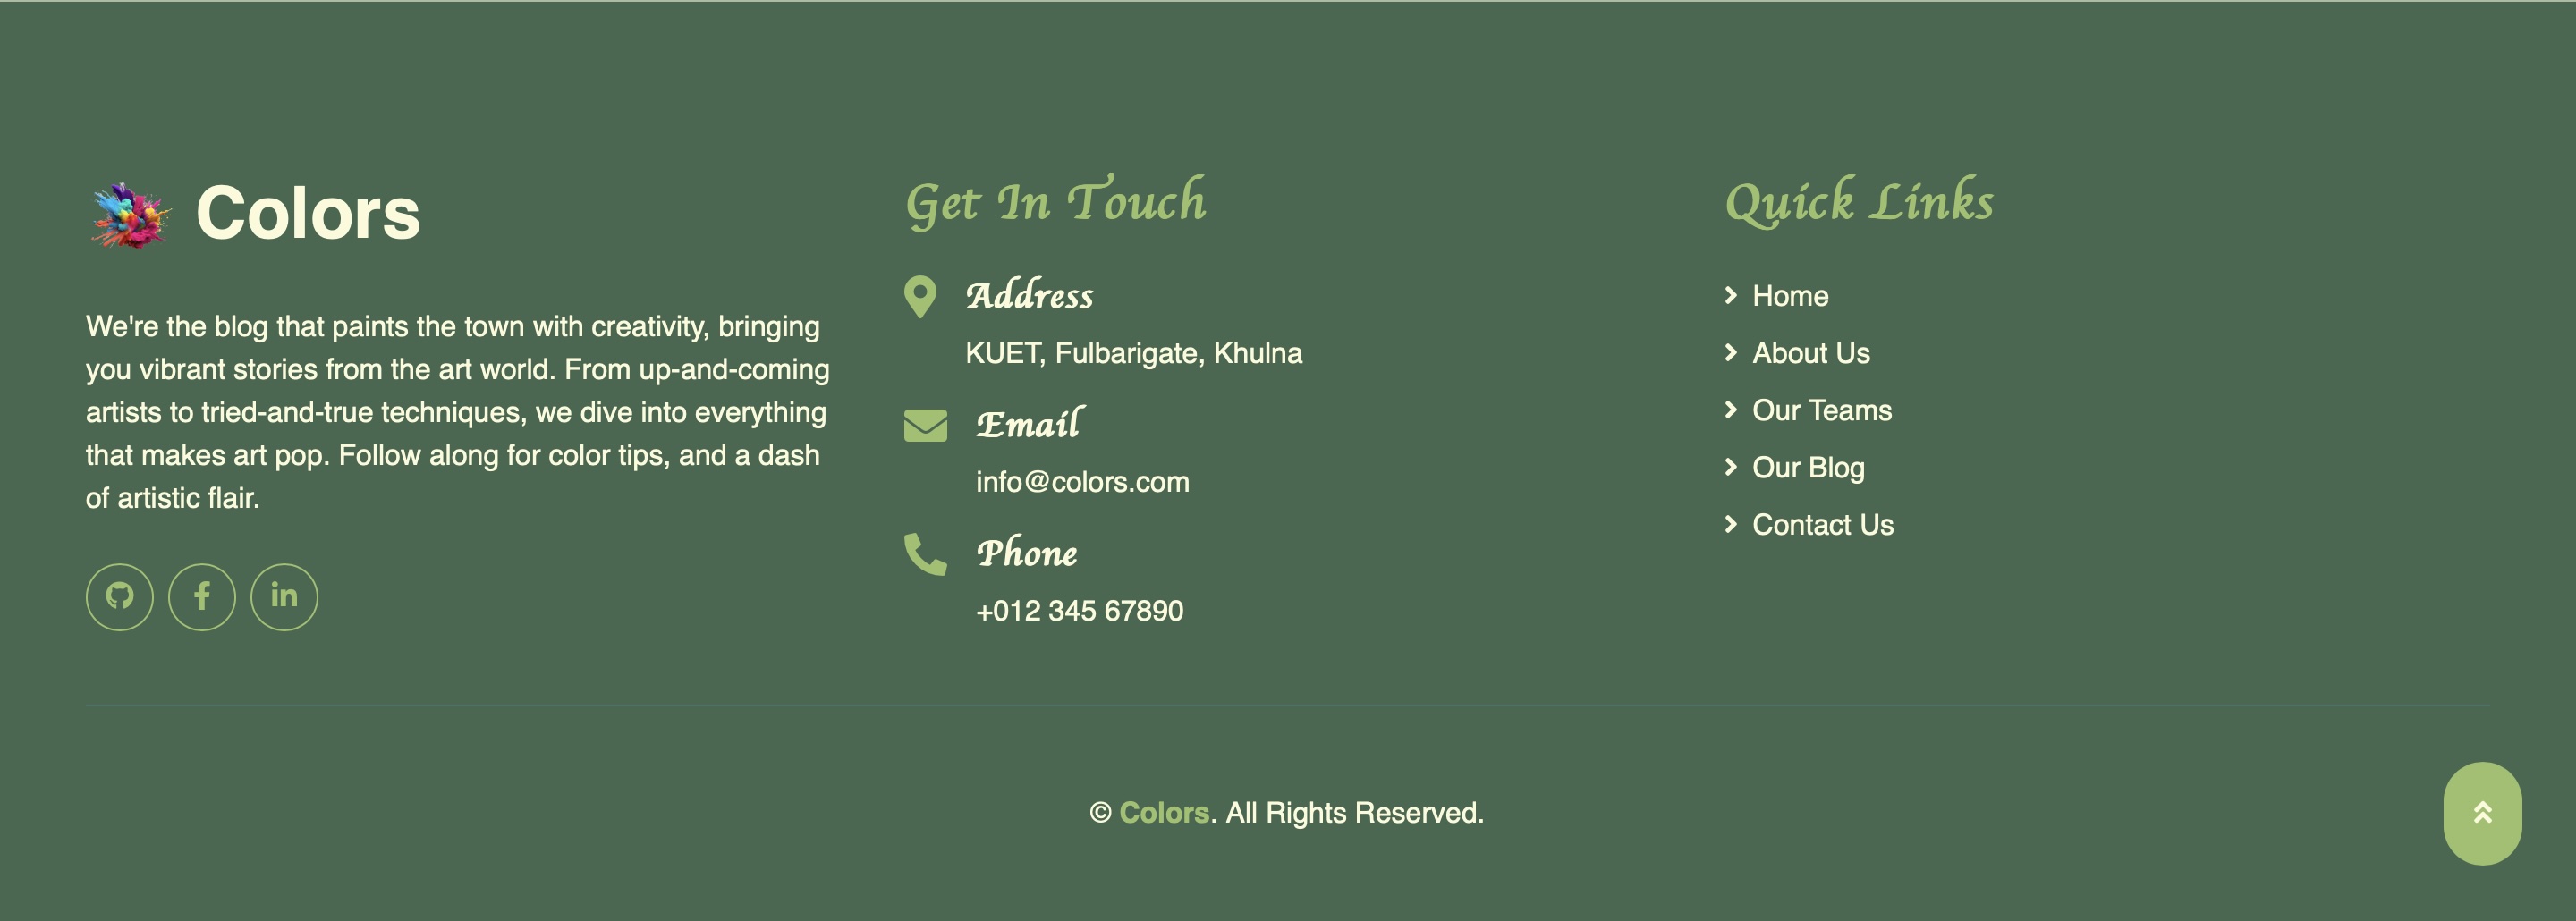 Colors
We're the blog that paints the town with creativity, bringing
you vibrant stories from the art world. From up-and-coming
artists to tried-and-true techniques, we dive into everything
that makes art pop. Follow along for color tips, and a dash
of artistic flair.
Get In Touch
Address
KUET, Fulbarigate, Khulna
Email
info@colors.com
Phone
+012 345 67890
Quick Links
Home
About Us
Our Teams
Our Blog
Contact Us
© Colors. All Rights Reserved.